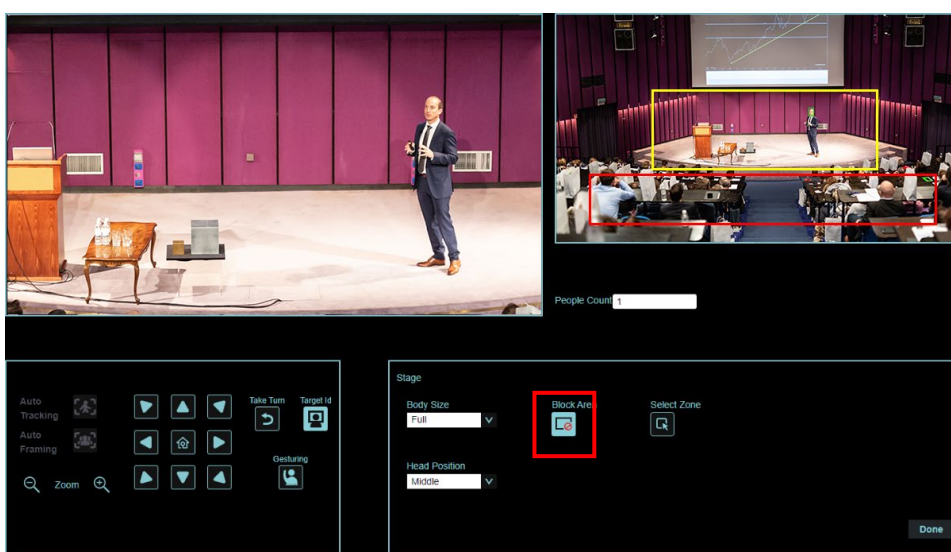 People Count 1
Auto
Tracking
Auto
Framing
Zoom
Take Turn
Target Id
Gesturing
Stage
Body Size
Full
Block Area
Select Zone
Head Position
Middle
Done